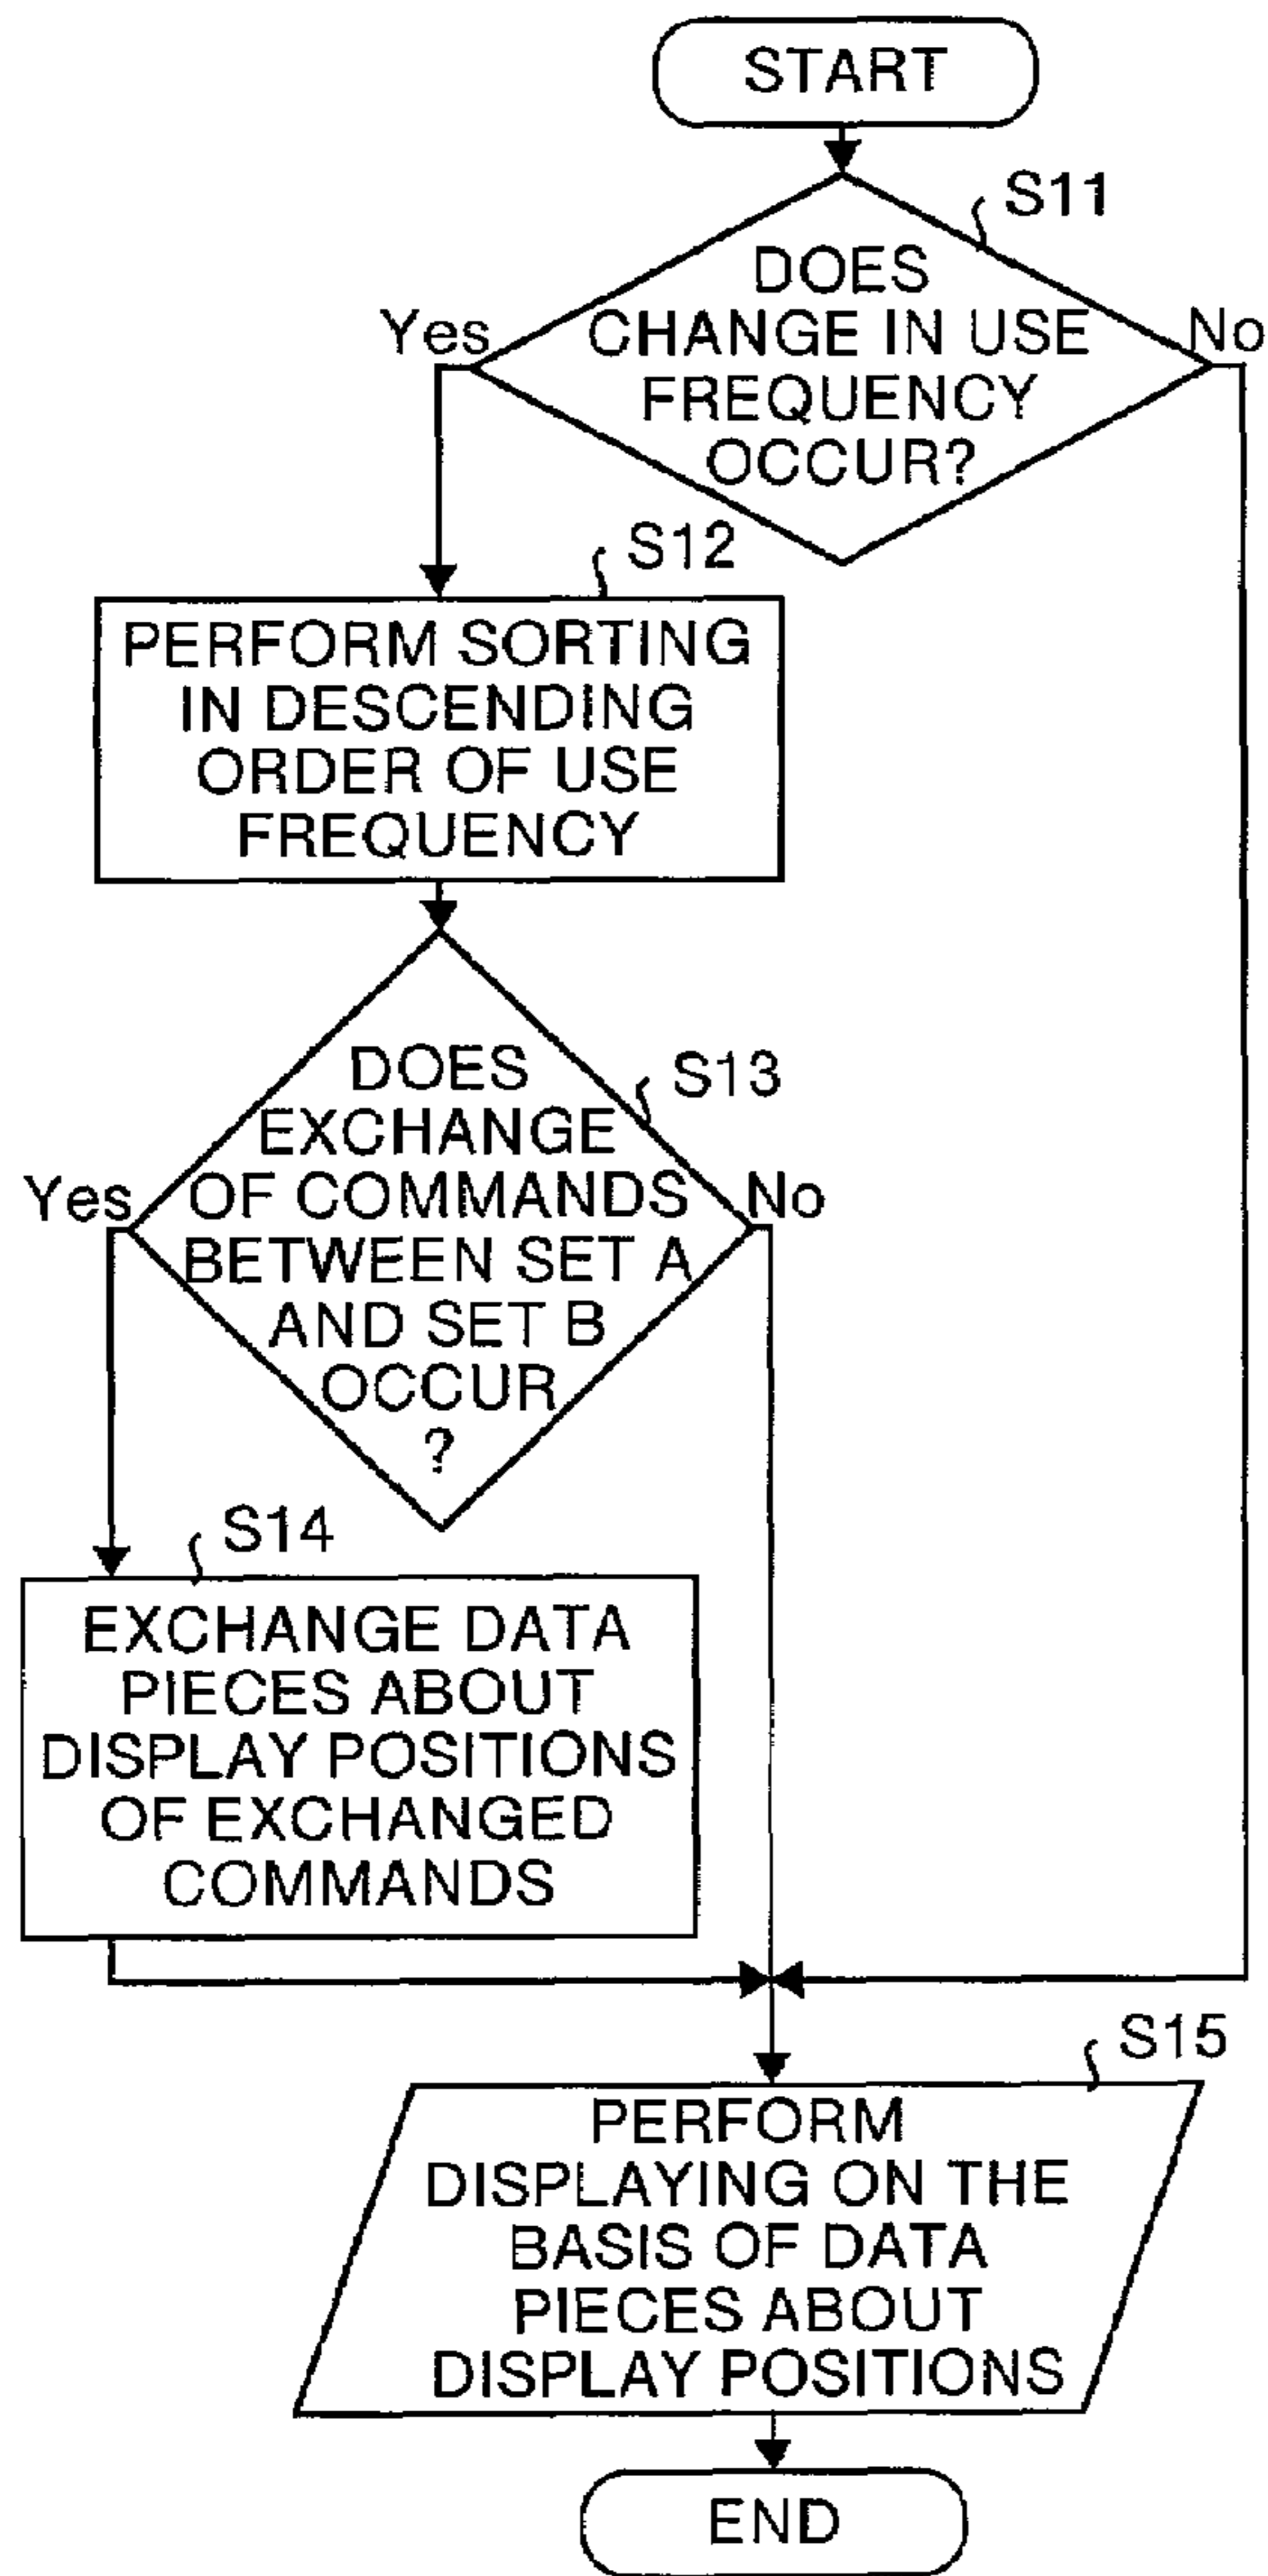 START
S11
DOES
CHANGE IN USE
FREQUENCY
OCCUR?
Yes
No
S12
PERFORM SORTING
IN DESCENDING
ORDER OF USE
FREQUENCY
S13
DOES
EXCHANGE
OF COMMANDS
BETWEEN SET A
AND SET B
OCCUR
?
Yes
No
S14
EXCHANGE DATA
PIECES ABOUT
DISPLAY POSITIONS
OF EXCHANGED
COMMANDS
S15
PERFORM
DISPLAYING ON THE
BASIS OF DATA
PIECES ABOUT
DISPLAY POSITIONS
END